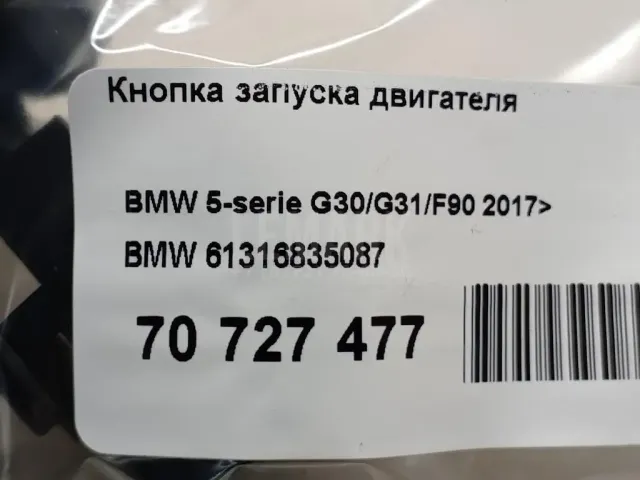 Кнопка запуска двигателя
BMW 5-serie G30/G31/F90 2017>
BMW 61316835087
70 727 477